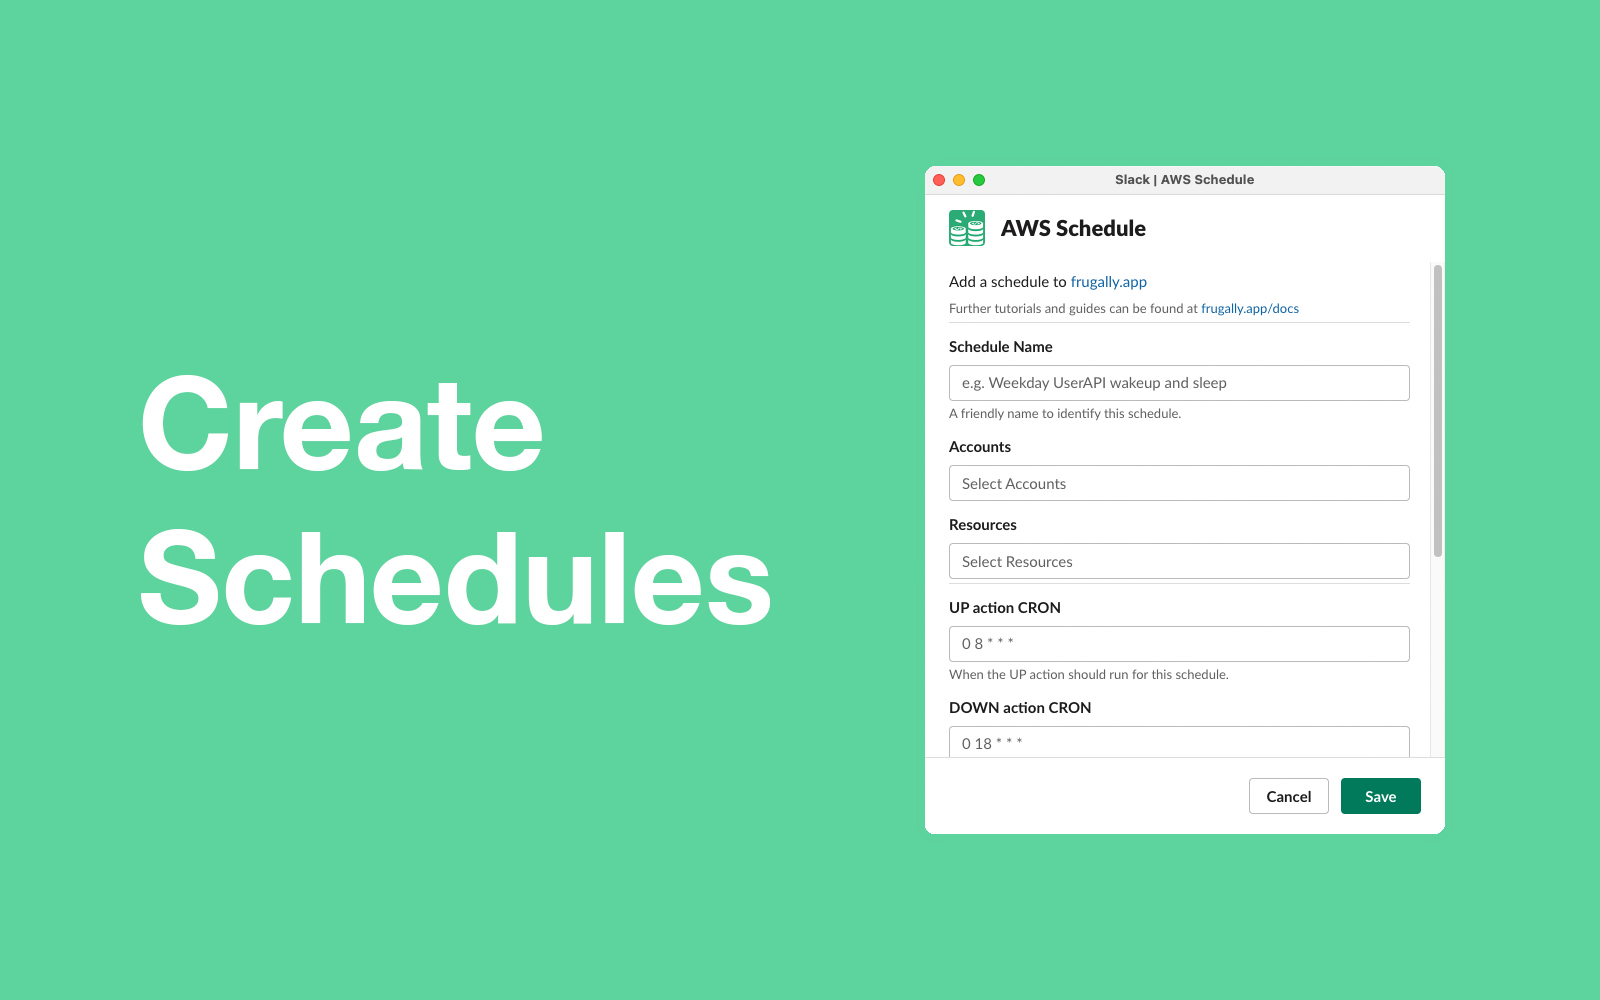 Create
Schedules
Slack | AWS Schedule
AWS Schedule
Add a schedule to frugally.app
Further tutorials and guides can be found at frugally.app/docs
Schedule Name
e.g. Weekday UserAPI wakeup and sleep
A friendly name to identify this schedule.
Accounts
Select Accounts
Resources
Select Resources
UP action CRON
0 8 * * *
When the UP action should run for this schedule.
DOWN action CRON
0 18 * * *
Cancel
Save